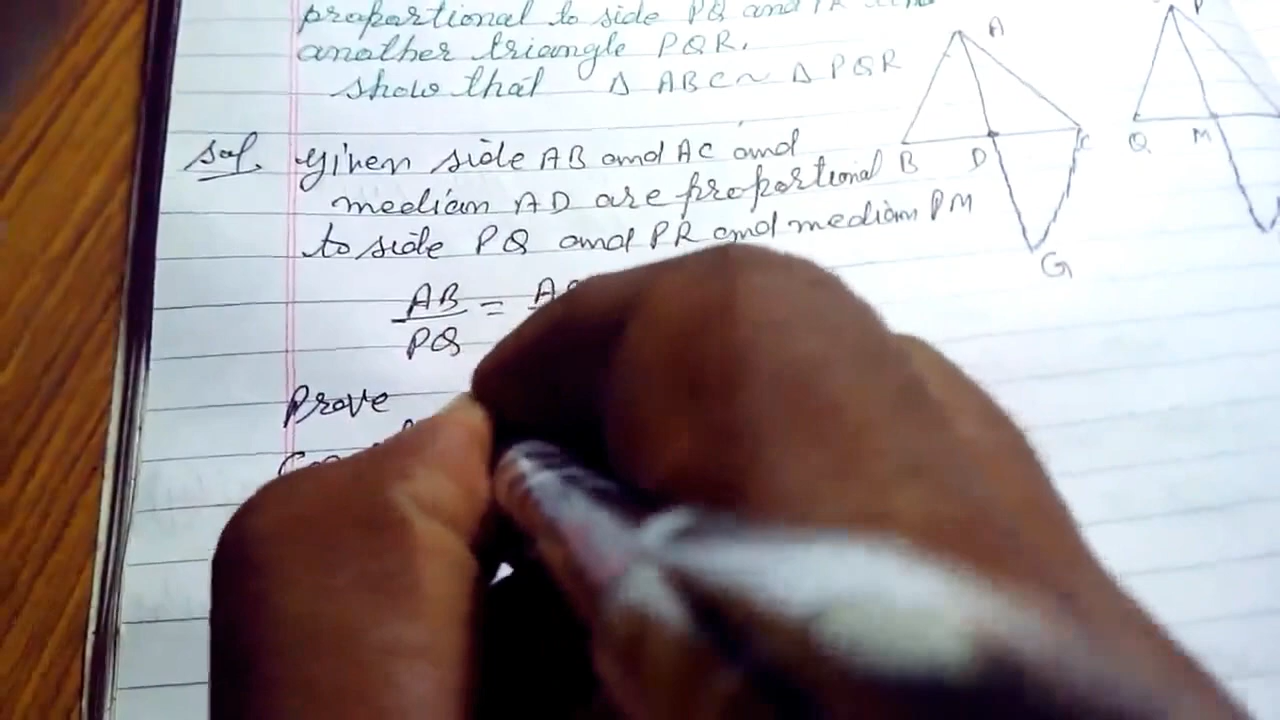 proportional to side PQ and PR
another triangle PQR.
show that Δ ABC ~ Δ PQR
Sol. Given side AB and AC and
median AD are proportional
to side PQ and PR and median PM
AB =
PQ
Prove
A
B
D
C
G
Q
M